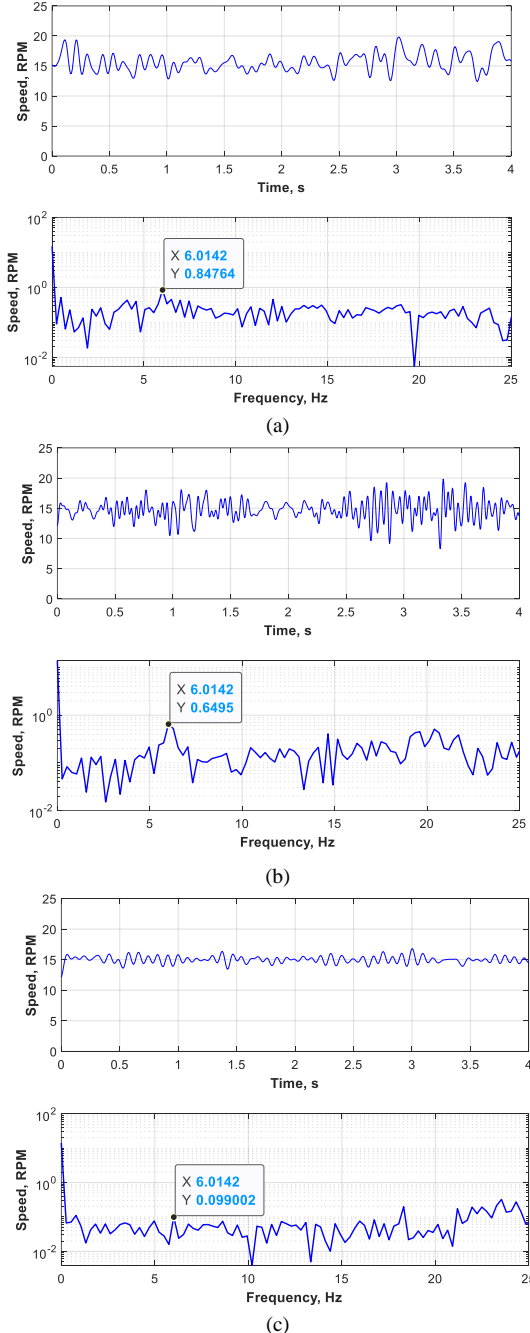 25
20
15
10
5
0
Speed, RPM
0 0.5 1 1.5 2 2.5 3 3.5 4
Time, s
10^2
10^0
10^-2
Speed, RPM
X 6.0142
Y 0.84764
0 5 10 15 20 25
Frequency, Hz
(a)
25
20
15
10
5
0
Speed, RPM
0 0.5 1 1.5 2 2.5 3 3.5 4
Time, s
10^0
10^-2
Speed, RPM
X 6.0142
Y 0.6495
0 5 10 15 20 25
Frequency, Hz
(b)
25
20
15
10
5
0
Speed, RPM
0 0.5 1 1.5 2 2.5 3 3.5 4
Time, s
10^2
10^0
10^-2
Speed, RPM
X 6.0142
Y 0.099002
0 5 10 15 20 25
Frequency, Hz
(c)